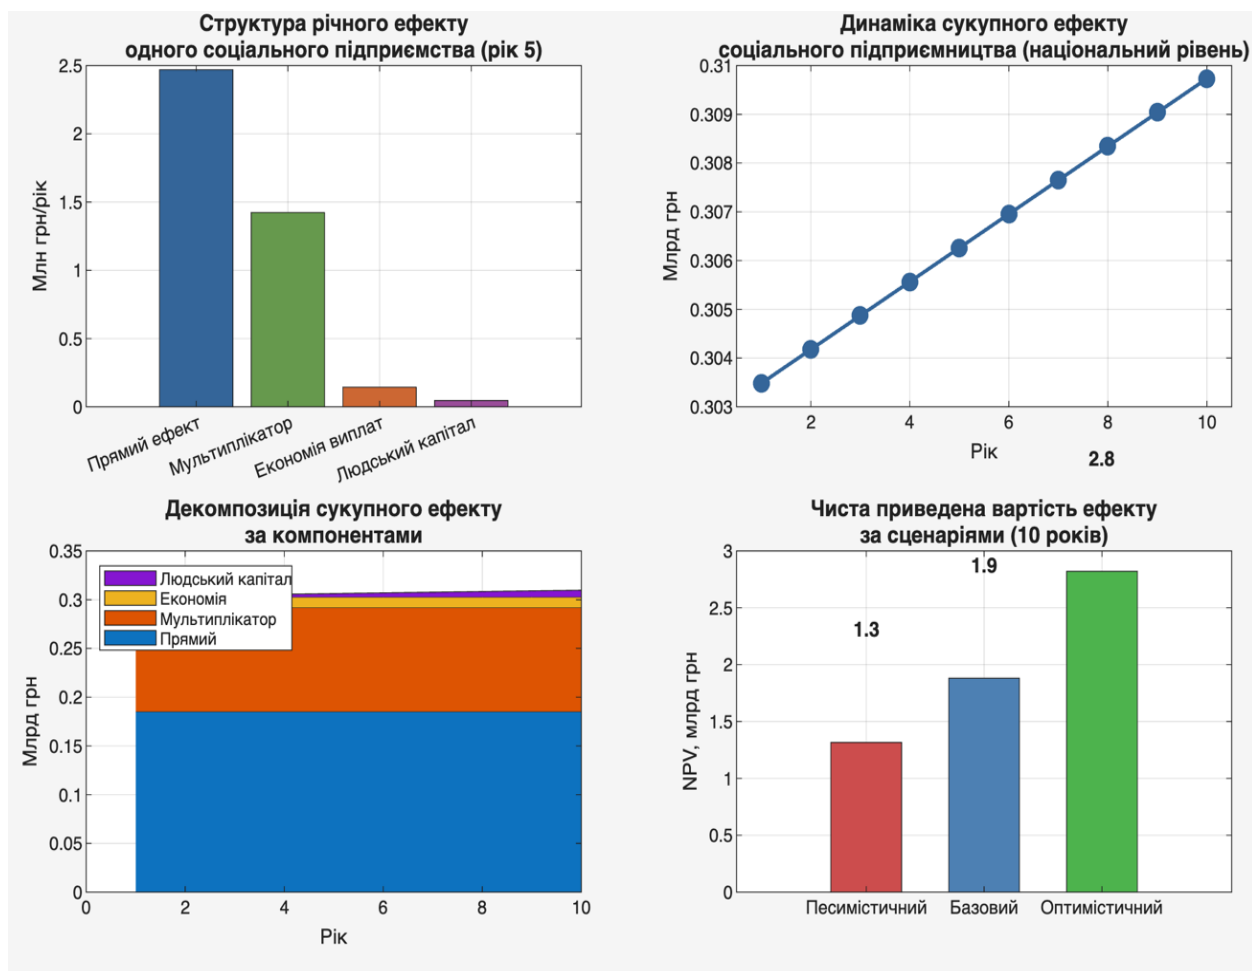 Структура річного ефекту
одного соціального підприємства (рік 5)
2.5
2
1.5
1
0.5
0
Млн грн/рік
Прямий ефект
Мультиплікатор
Економія виплат
Людський капітал
Динаміка сукупного ефекту
соціального підприємництва (національний рівень)
0.31
0.309
0.308
0.307
0.306
0.305
0.304
0.303
Млрд грн
2
4
6
8
10
Рік
Декомпозиція сукупного ефекту
за компонентами
0.35
0.3
0.25
0.2
0.15
0.1
0.05
0
Млрд грн
Людський капітал
Економія
Мультиплікатор
Прямий
0
2
4
6
8
10
Рік
2.8
Чиста приведена вартість ефекту
за сценаріями (10 років)
3
2.5
2
1.5
1
0.5
0
NPV, млрд грн
1.9
1.3
Песимістичний
Базовий
Оптимістичний